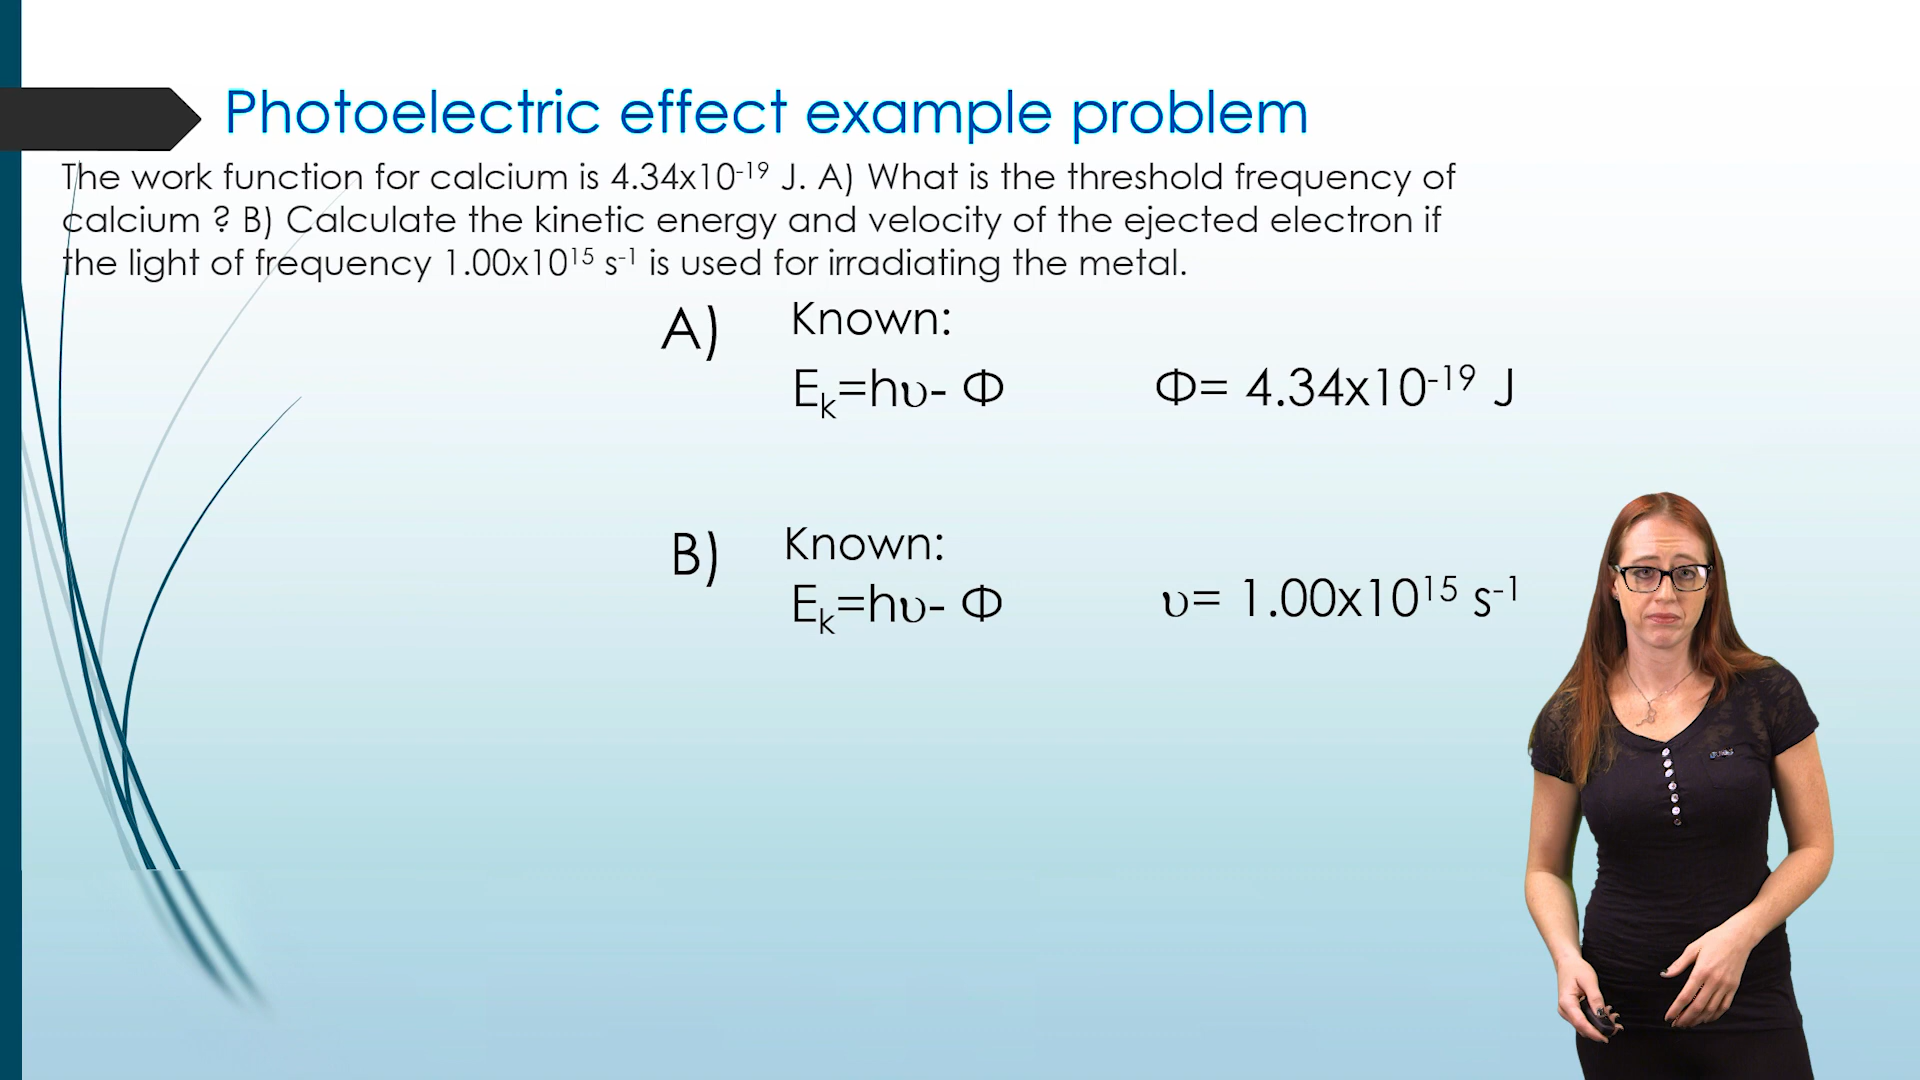 Photoelectric effect example problem
The work function for calcium is 4.34x10⁻¹⁹ J. A) What is the threshold frequency of
calcium ? B) Calculate the kinetic energy and velocity of the ejected electron if
the light of frequency 1.00x10¹⁵ s⁻¹ is used for irradiating the metal.
A) Known:
Eₖ=hυ- Φ Φ= 4.34x10⁻¹⁹ J
B) Known:
Eₖ=hυ- Φ υ= 1.00x10¹⁵ s⁻¹